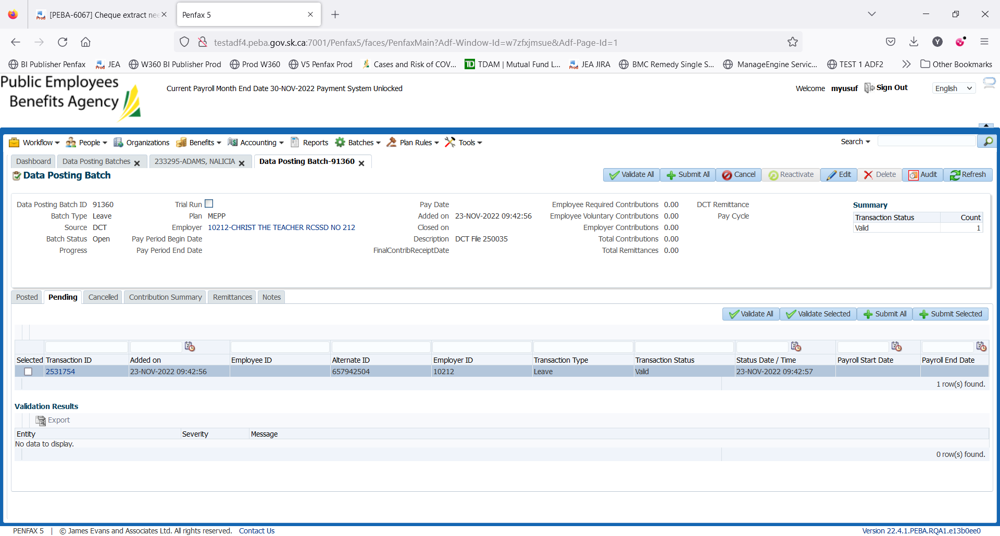 [PEBA-6067] Cheque extract nee
Penfax 5
testadf4.peba.gov.sk.ca:7001/Penfax5/faces/PenfaxMain?Adf-Window-Id=w7zfxjmsue&Adf-Page-Id=1
Y
BI Publisher Penfax Prod JEA W360 BI Publisher Prod Prod W360 V5 Penfax Prod Cases and Risk of COV... TD TDAM | Mutual Fund L... Prod JEA JIRA BMC Remedy Single S... ManageEngine Servic... TEST 1 ADF2 Other Bookmarks
Public Employees
Benefits Agency
Current Payroll Month End Date 30-NOV-2022 Payment System Unlocked
Welcome myusuf Sign Out English
Workflow People Organizations Benefits Accounting Reports Batches Plan Rules Tools Search
Dashboard Data Posting Batches 233295-ADAMS, NALICIA Data Posting Batch-91360
Data Posting Batch
Validate All Submit All Cancel Reactivate Edit Delete Audit Refresh
Data Posting Batch ID 91360 Trial Run Pay Date Employee Required Contributions 0.00 DCT Remittance Summary
Batch Type Leave Plan MEPP Added on 23-NOV-2022 09:42:56 Employee Voluntary Contributions 0.00 Pay Cycle Transaction Status Count
Source DCT Employer 10212-CHRIST THE TEACHER RCSSD NO 212 Closed on Employer Contributions 0.00 Valid 1
Batch Status Open Pay Period Begin Date Description DCT File 250035 Total Contributions 0.00
Progress Pay Period End Date FinalContribReceiptDate Total Remittances 0.00
Posted Pending Cancelled Contribution Summary Remittances Notes
Validate All Validate Selected Submit All Submit Selected
Selected Transaction ID Added on Employee ID Alternate ID Employer ID Transaction Type Transaction Status Status Date / Time Payroll Start Date Payroll End Date
2531754 23-NOV-2022 09:42:56 657942504 10212 Leave Valid 23-NOV-2022 09:42:57
1 row(s) found.
Validation Results
Export
Entity Severity Message
No data to display.
0 row(s) found.
PENFAX 5 | © James Evans and Associates Ltd. All rights reserved. Contact Us Version 22.4.1.PEBA.RQA1.e13b0ee0